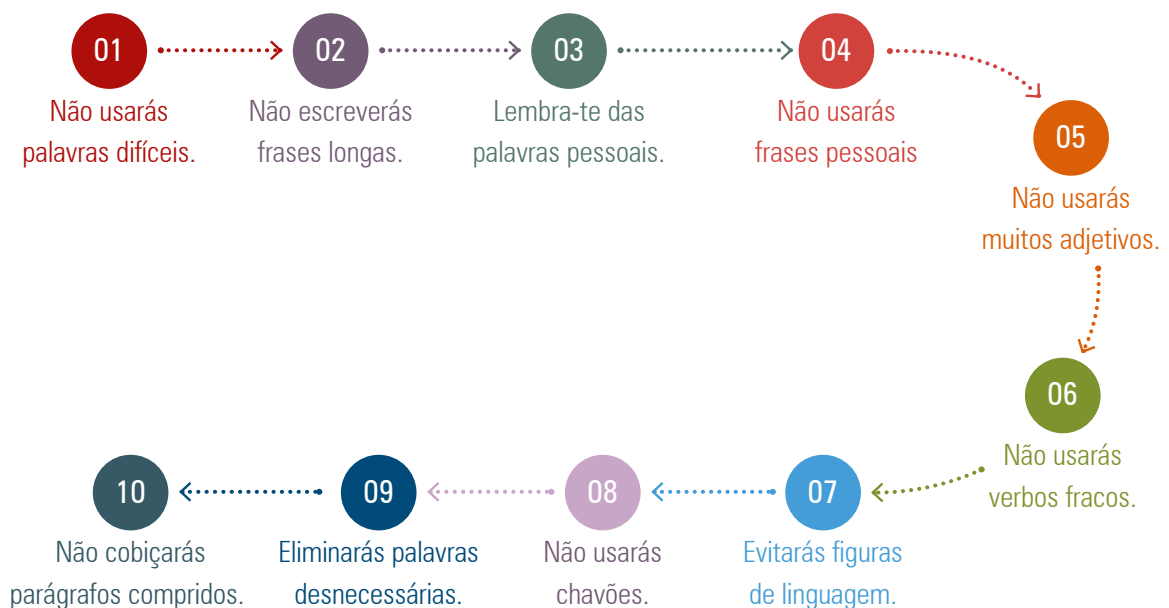 01
Não usarás
palavras difíceis.
02
Não escreverás
frases longas.
03
Lembra-te das
palavras pessoais.
04
Não usarás
frases pessoais
05
Não usarás
muitos adjetivos.
06
Não usarás
verbos fracos.
07
Evitarás figuras
de linguagem.
08
Não usarás
chavões.
09
Eliminarás palavras
desnecessárias.
10
Não cobiçarás
parágrafos compridos.